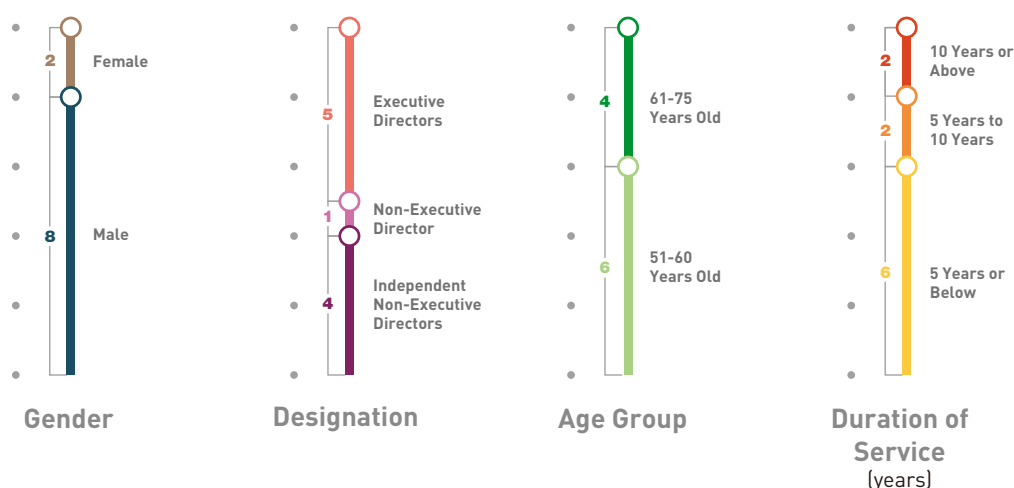 2
Female
8
Male
Gender
5
Executive
Directors
1
Non-Executive
Director
4
Independent
Non-Executive
Directors
Designation
4
61-75
Years Old
6
51-60
Years Old
Age Group
2
10 Years or
Above
2
5 Years to
10 Years
6
5 Years or
Below
Duration of
Service
(years)